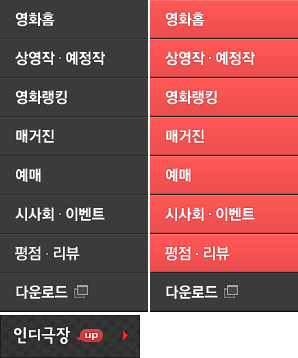 영화홈 영화홈
상영작 · 예정작 상영작 · 예정작
영화랭킹 영화랭킹
매거진 매거진
예매 예매
시사회 · 이벤트 시사회 · 이벤트
평점 · 리뷰 평점 · 리뷰
다운로드 다운로드
인디극장 up